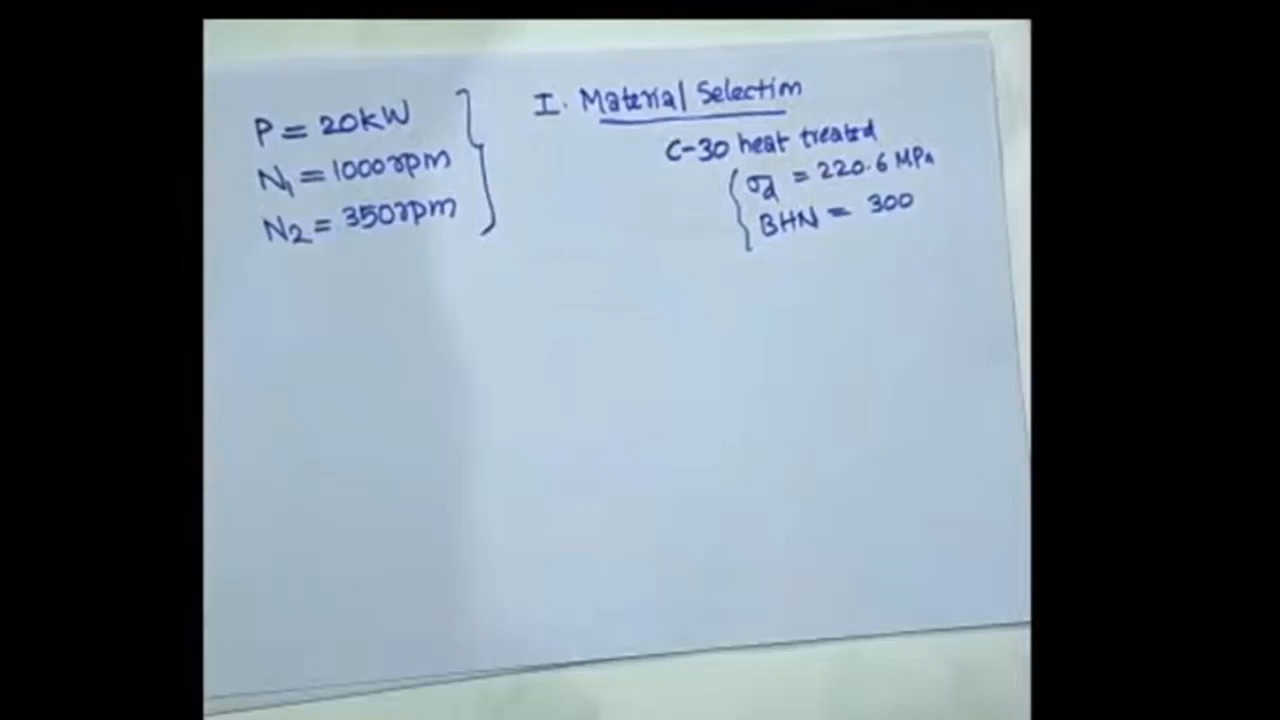 P = 20kW
N1 = 1000rpm
N2 = 350rpm
I. Material Selection
C-30 heat treated
σd = 220.6 MPa
BHN = 300